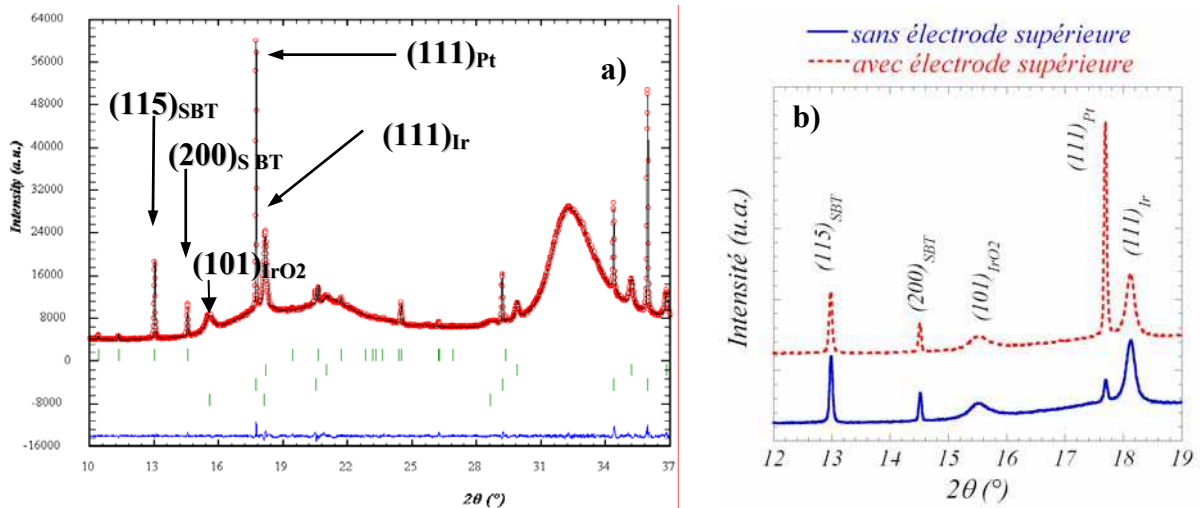 64000
56000
48000
40000
32000
24000
16000
8000
0
-8000
-16000
Intensity (a.u.)
10 13 16 19 22 25 28 31 34 37
2θ (°)
a)
(111)Pt
(115)SBT
(111)Ir
(200)S BT
(101)IrO2
sans électrode supérieure
avec électrode supérieure
b)
(115)SBT
(200)SBT
(101)IrO2
(111)Pt
(111)Ir
Intensité (u.a.)
12 13 14 15 16 17 18 19
2θ (°)